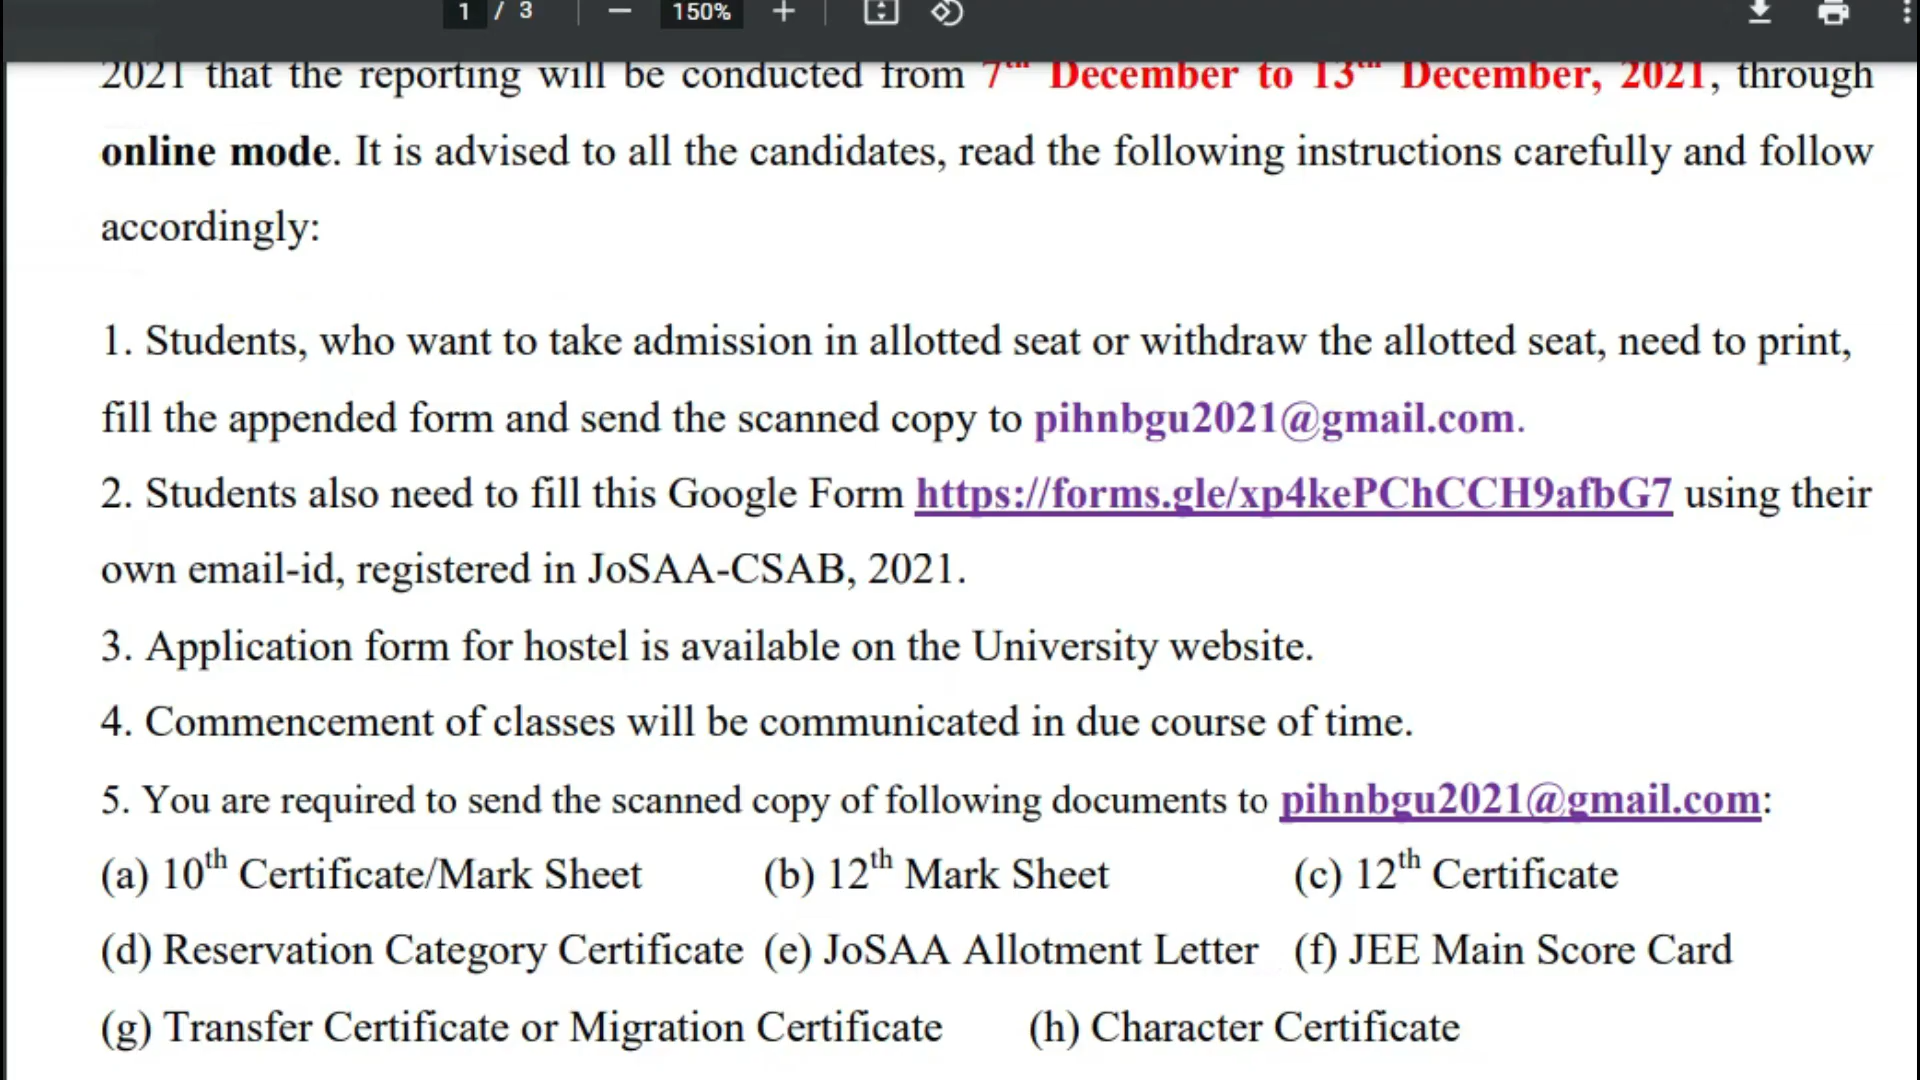 1 / 3 150%
2021 that the reporting will be conducted from 7th December to 13th December, 2021, through
online mode. It is advised to all the candidates, read the following instructions carefully and follow
accordingly:
1. Students, who want to take admission in allotted seat or withdraw the allotted seat, need to print,
fill the appended form and send the scanned copy to pihnbgu2021@gmail.com.
2. Students also need to fill this Google Form https://forms.gle/xp4kePChCCH9afbG7 using their
own email-id, registered in JoSAA-CSAB, 2021.
3. Application form for hostel is available on the University website.
4. Commencement of classes will be communicated in due course of time.
5. You are required to send the scanned copy of following documents to pihnbgu2021@gmail.com:
(a) 10th Certificate/Mark Sheet (b) 12th Mark Sheet (c) 12th Certificate
(d) Reservation Category Certificate (e) JoSAA Allotment Letter (f) JEE Main Score Card
(g) Transfer Certificate or Migration Certificate (h) Character Certificate